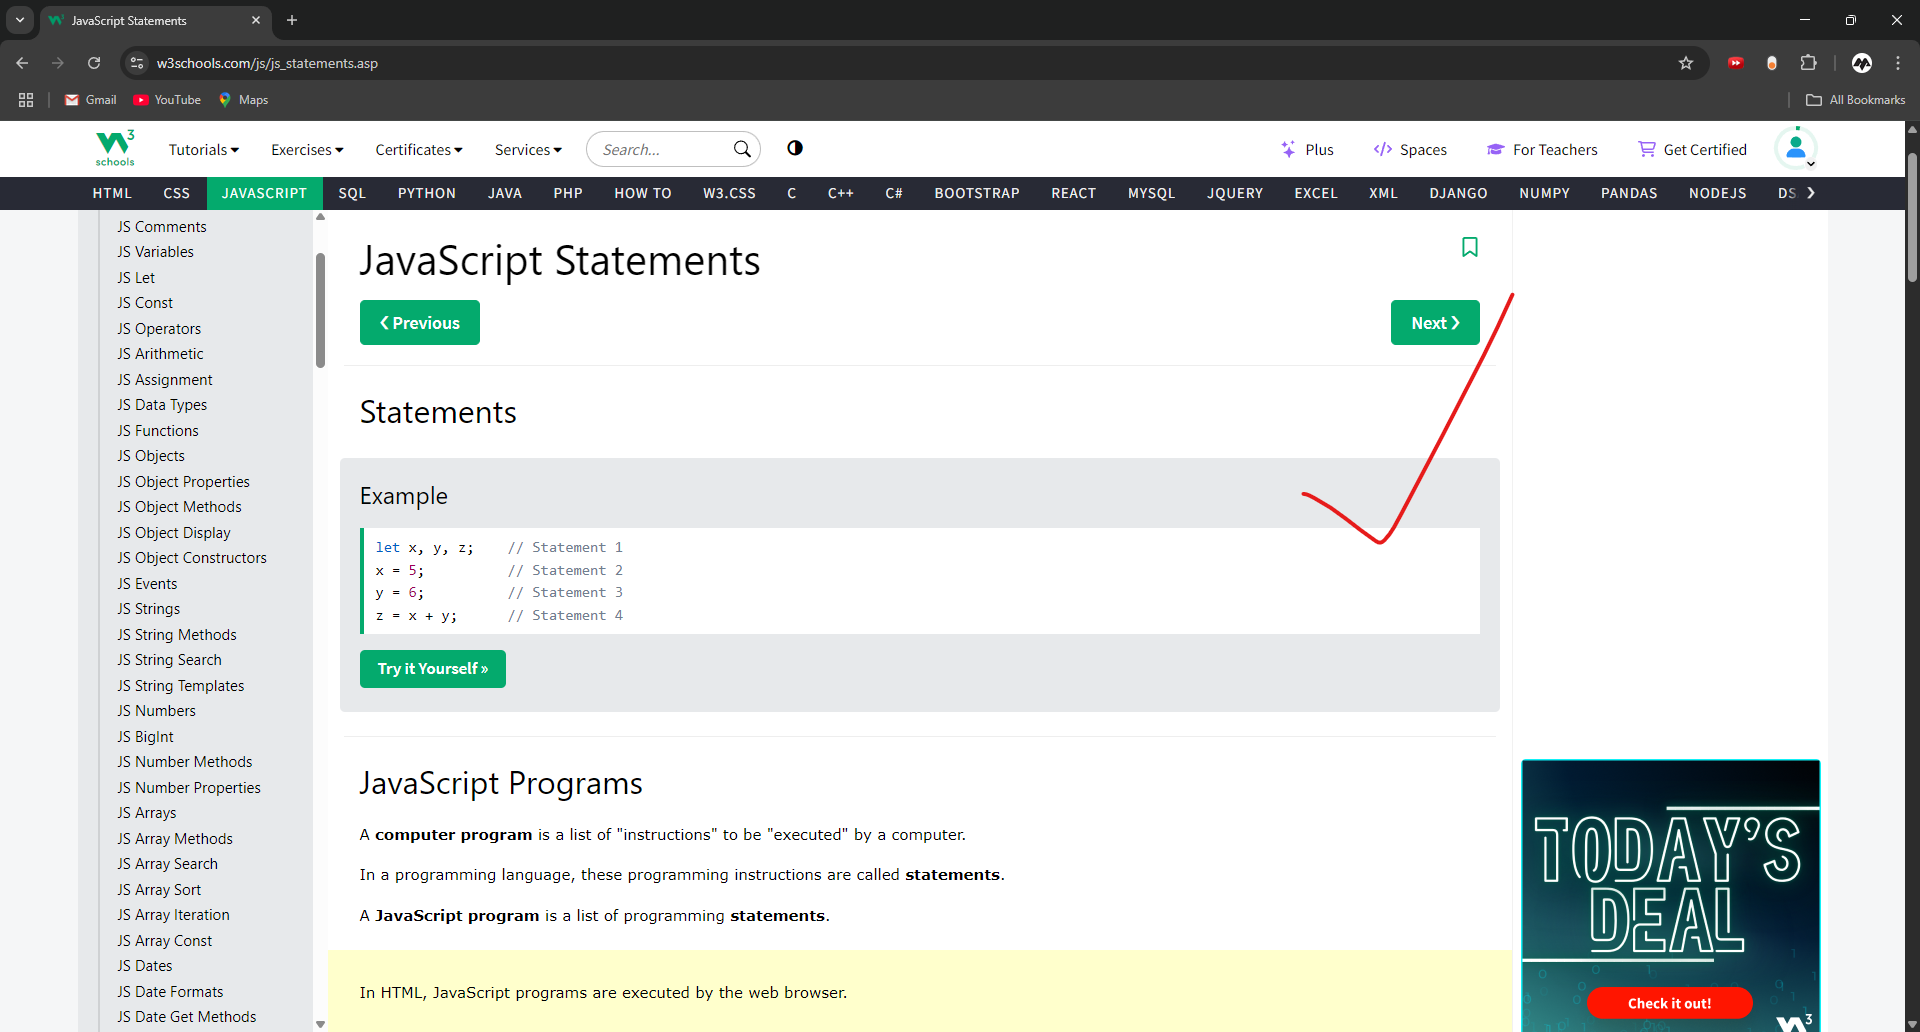 JavaScript Statements
w3schools.com/js/js_statements.asp
Gmail YouTube Maps All Bookmarks
W3 schools Tutorials Exercises Certificates Services Search... Plus Spaces For Teachers Get Certified
HTML CSS JAVASCRIPT SQL PYTHON JAVA PHP HOW TO W3.CSS C C++ C# BOOTSTRAP REACT MYSQL JQUERY EXCEL XML DJANGO NUMPY PANDAS NODEJS DS
JS Comments
JS Variables
JS Let
JS Const
JS Operators
JS Arithmetic
JS Assignment
JS Data Types
JS Functions
JS Objects
JS Object Properties
JS Object Methods
JS Object Display
JS Object Constructors
JS Events
JS Strings
JS String Methods
JS String Search
JS String Templates
JS Numbers
JS BigInt
JS Number Methods
JS Number Properties
JS Arrays
JS Array Methods
JS Array Search
JS Array Sort
JS Array Iteration
JS Array Const
JS Dates
JS Date Formats
JS Date Get Methods
JavaScript Statements
❮ Previous Next ❯
Statements
Example
let x, y, z;    // Statement 1
x = 5;          // Statement 2
y = 6;          // Statement 3
z = x + y;      // Statement 4
Try it Yourself »
JavaScript Programs
A computer program is a list of "instructions" to be "executed" by a computer.
In a programming language, these programming instructions are called statements.
A JavaScript program is a list of programming statements.
In HTML, JavaScript programs are executed by the web browser.
TODAY'S
DEAL
Check it out!
W3